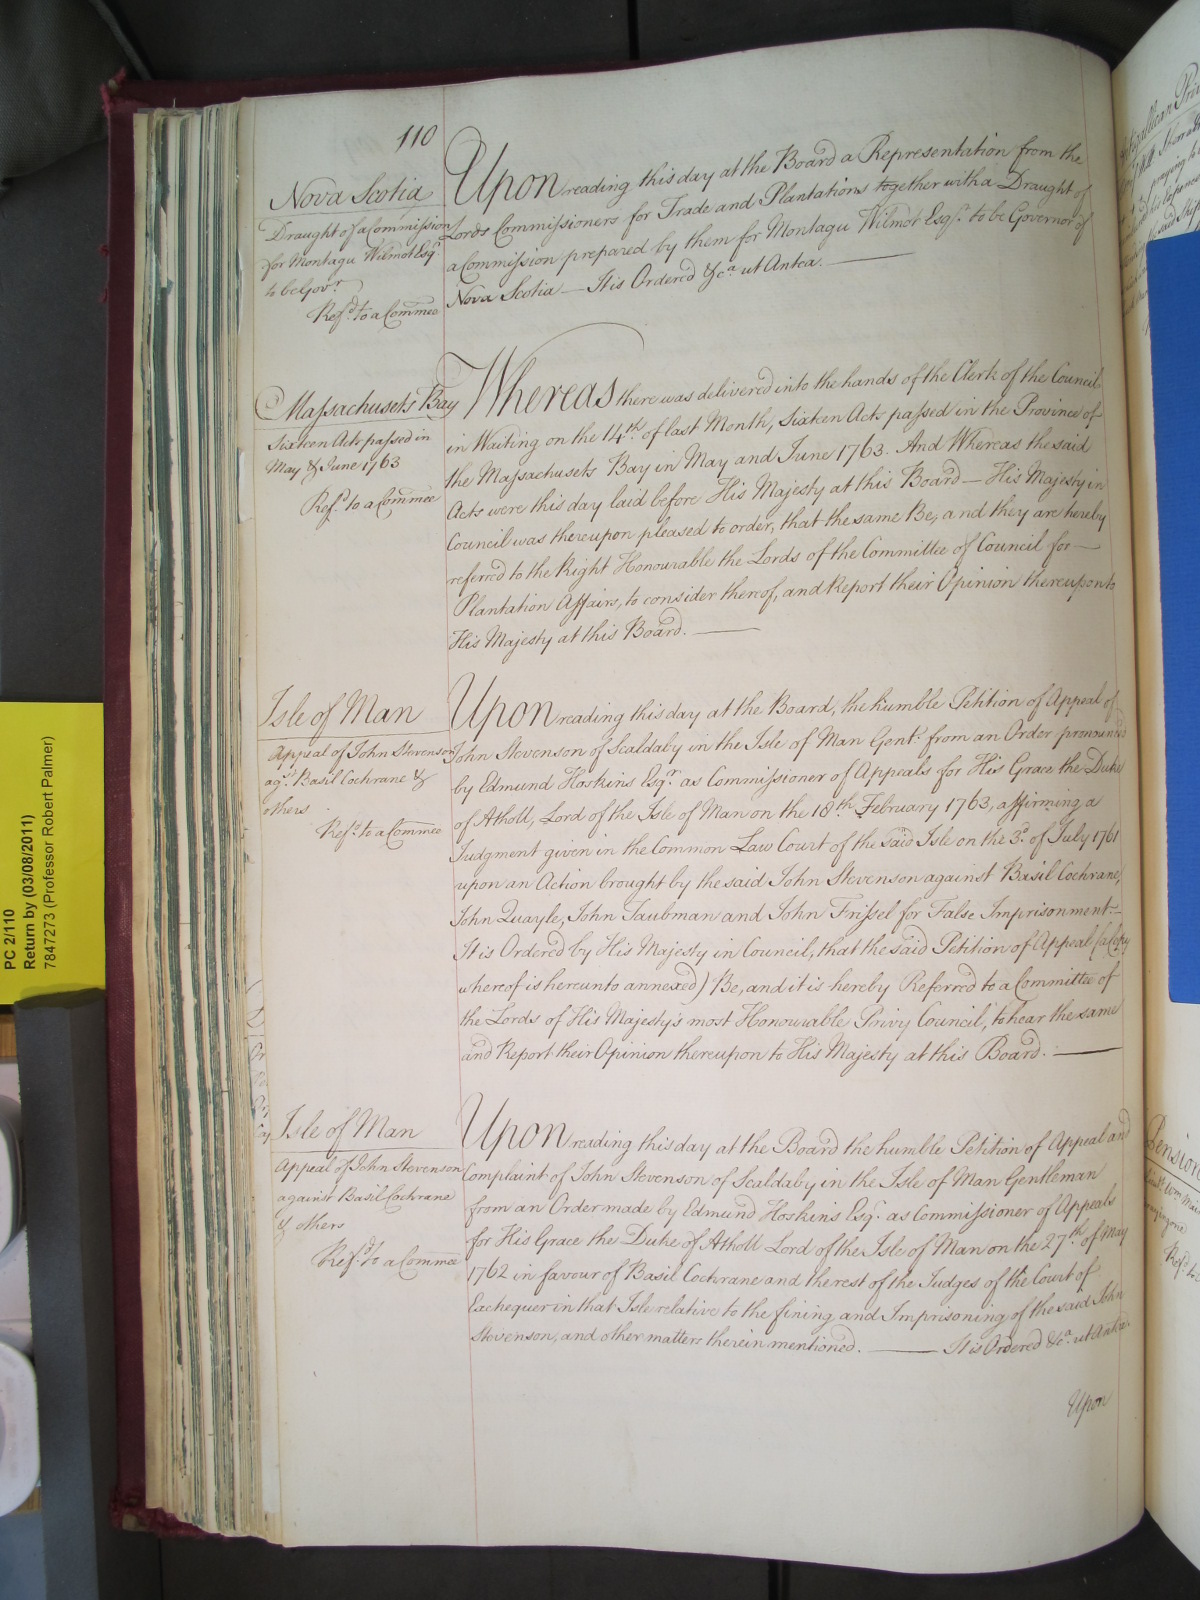 110
Nova Scotia
Draught of a Commission
for Montagu Wilmot Esqr.
to be Govr.
Refd. to a Commee
Upon reading this day at the Board a Representation from the
Lords Commissioners for Trade and Plantations together with a Draught of
a Commission prepared by them for Montagu Wilmot Esqr. to be Governor of
Nova Scotia — It is Ordered &ca. ut Antea.
Massachusets Bay
Sixteen Acts passed in
May & June 1763
Refd. to a Commee
Whereas there was delivered into the hands of the Clerk of the Council
in Waiting on the 14th. of last Month, Sixteen Acts passed in the Province of
the Massachusets Bay in May and June 1763. And Whereas the said
Acts were this day laid before His Majesty at this Board — His Majesty in
Council was thereupon pleased to order, that the same Be, and they are hereby
referred to the Right Honourable the Lords of the Committee of Council for —
Plantation Affairs, to consider thereof, and Report their Opinion thereupon to
His Majesty at this Board. —
Isle of Man
Appeal of John Stevenson
agt. Basil Cochrane &
others
Refd. to a Commee
Upon reading this day at the Board, the humble Petition of Appeal of
John Stevenson of Scaldaby in the Isle of Man Gent. from an Order pronounced
by Edmund Hoskins Esqr. as Commissioner of Appeals for His Grace the Duke
of Atholl, Lord of the Isle of Man on the 18th. February 1763, affirming a
Judgment given in the Common Law Court of the said Isle on the 3d. of July 1761
upon an Action brought by the said John Stevenson against Basil Cochrane,
John Quayle, John Taubman and John Frissel for False Imprisonment: —
It is Ordered by His Majesty in Council, that the said Petition of Appeal (a Copy
whereof is hereunto annexed) Be, and it is hereby Referred to a Committee of
the Lords of His Majesty's most Honourable Privy Council, to hear the same
and Report their Opinion thereupon to His Majesty at this Board. —
Isle of Man
Appeal of John Stevenson
against Basil Cochrane
& others
Refd. to a Commee
Upon reading this day at the Board the humble Petition of Appeal and
Complaint of John Stevenson of Scaldaby in the Isle of Man Gentleman
from an Order made by Edmund Hoskins Esqr. as Commissioner of Appeals
for His Grace the Duke of Atholl Lord of the Isle of Man on the 27th. of May
1762 in favour of Basil Cochrane and the rest of the Judges of the Court of
Exchequer in that Isle relative to the fining and Imprisoning of the said John
Stevenson, and other matters therein mentioned. — It is Ordered &ca. ut Antea.
Upon
PC 2/110
Return by (03/08/2011)
7847273 (Professor Robert Palmer)